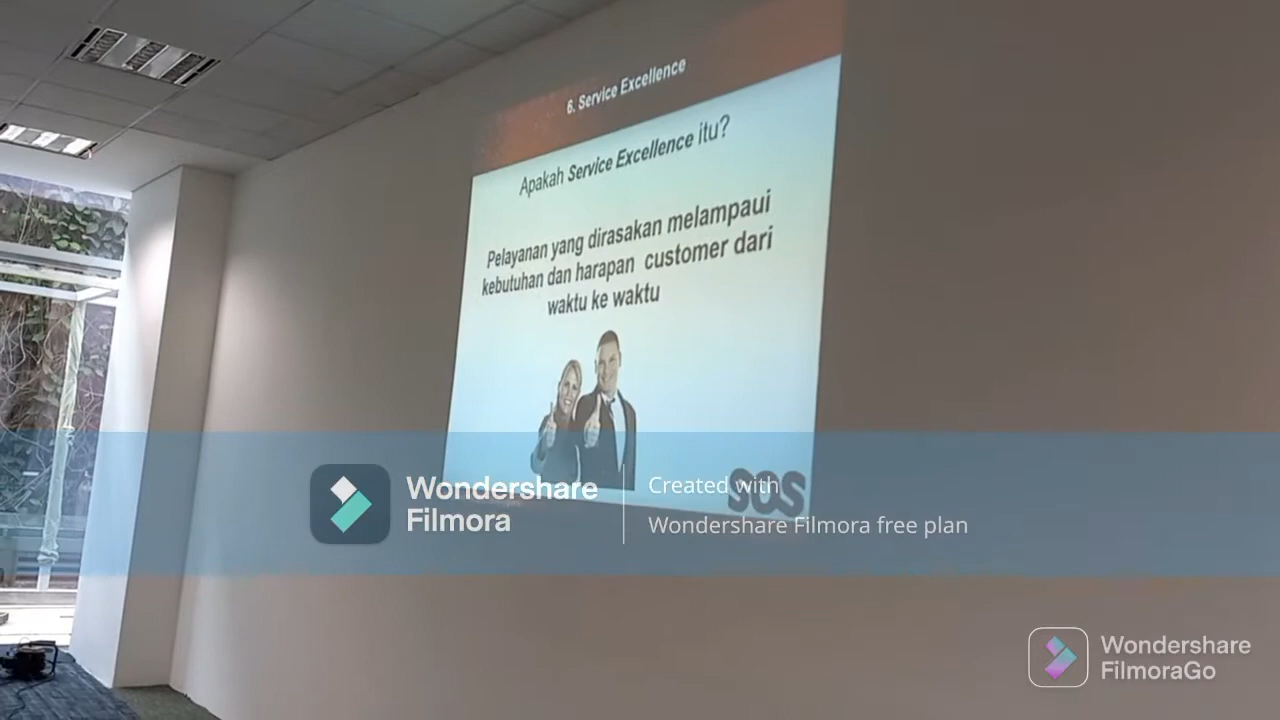 6. Service Excellence
Apakah Service Excellence itu?
Pelayanan yang dirasakan melampaui
kebutuhan dan harapan customer dari
waktu ke waktu
SOS
Wondershare
Filmora
Created with
Wondershare Filmora free plan
Wondershare
FilmoraGo